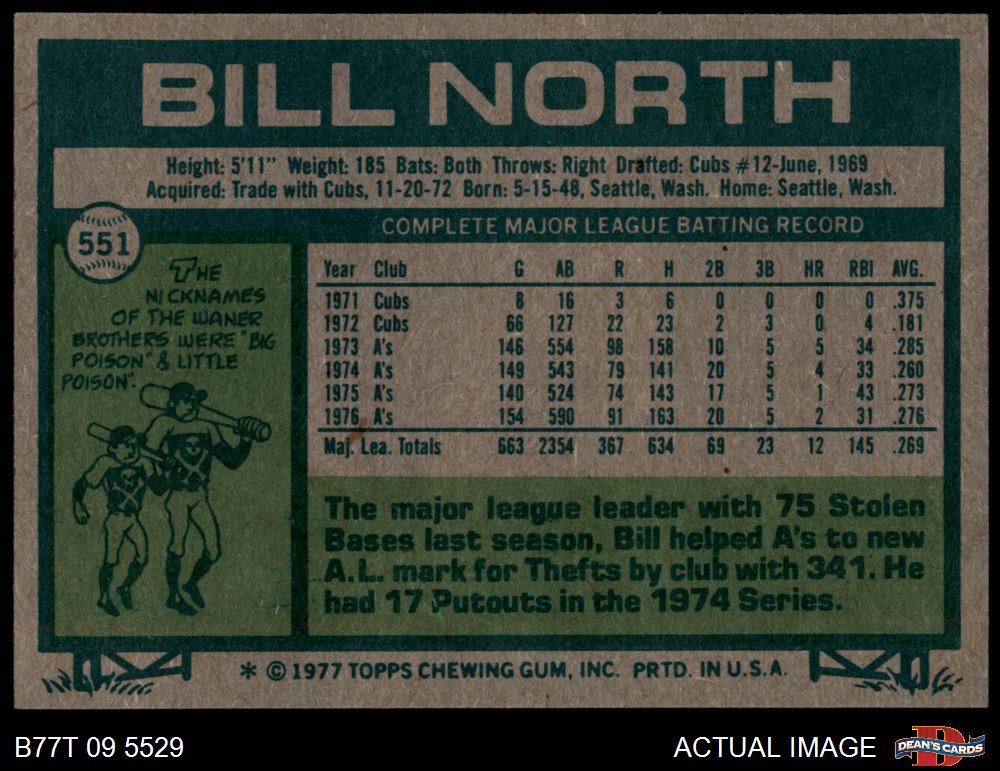 BILL NORTH
Height: 5'11" Weight: 185 Bats: Both Throws: Right Drafted: Cubs #12-June, 1969
Acquired: Trade with Cubs, 11-20-72 Born: 5-15-48, Seattle, Wash. Home: Seattle, Wash.
551
THE
NICKNAMES
OF THE WANER
BROTHERS WERE "BIG
POISON" & LITTLE
POISON".
COMPLETE MAJOR LEAGUE BATTING RECORD
Year Club G AB R H 2B 3B HR RBI AVG.
1971 Cubs 8 16 3 6 0 0 0 0 .375
1972 Cubs 66 127 22 23 2 3 0 4 .181
1973 A's 146 554 98 158 10 5 5 34 .285
1974 A's 149 543 79 141 20 5 4 33 .260
1975 A's 140 524 74 143 17 5 1 43 .273
1976 A's 154 590 91 163 20 5 2 31 .276
Maj. Lea. Totals 663 2354 367 634 69 23 12 145 .269
The major league leader with 75 Stolen
Bases last season, Bill helped A's to new
A.L. mark for Thefts by club with 341. He
had 17 Putouts in the 1974 Series.
* © 1977 TOPPS CHEWING GUM, INC. PRTD. IN U.S.A.
B77T 09 5529
ACTUAL IMAGE
D
DEAN'S CARDS